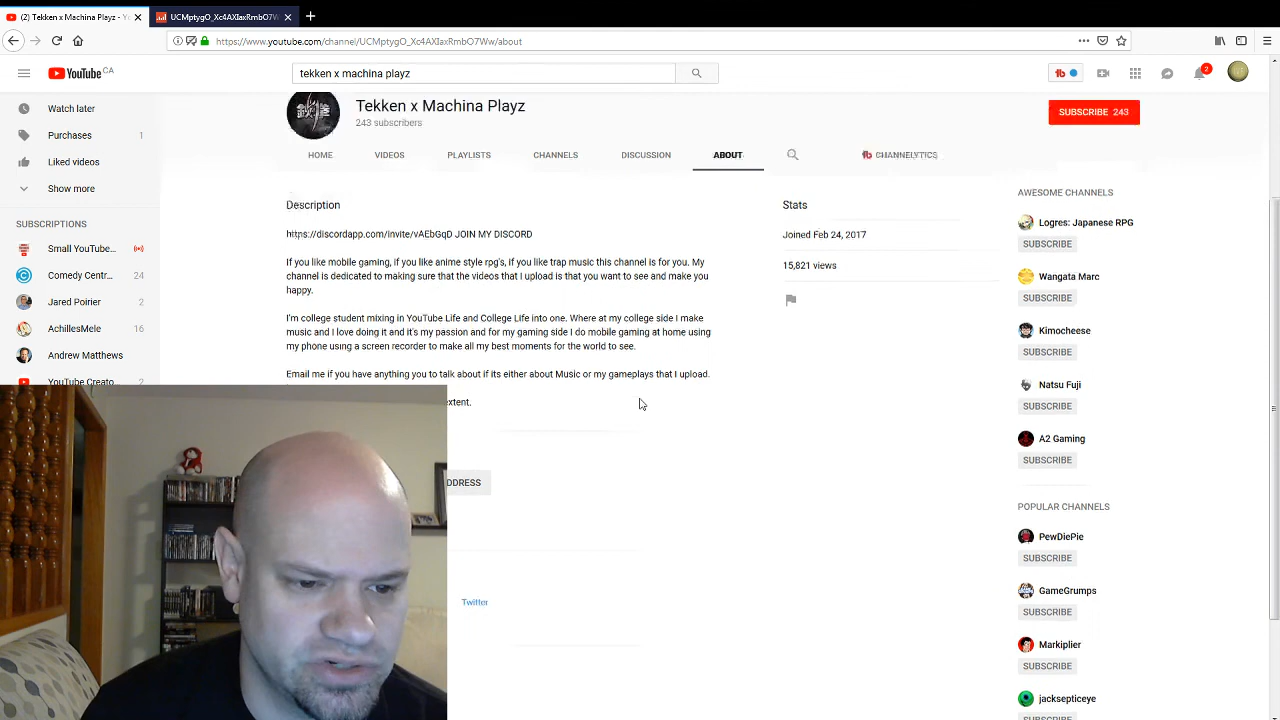 (2) Tekken x Machina Playz - Y
UCMptygO_Xc4AXIaxRmbO7W
https://www.youtube.com/channel/UCMptygO_Xc4AXIaxRmbO7Ww/about
YouTube CA
tekken x machina playz
tb
2
Watch later
Purchases 1
Liked videos
Show more
SUBSCRIPTIONS
Small YouTube...
Comedy Centr... 24
Jared Poirier 2
AchillesMele 16
Andrew Matthews
YouTube Creato... 2
Tekken x Machina Playz
243 subscribers
SUBSCRIBE 243
HOME VIDEOS PLAYLISTS CHANNELS DISCUSSION ABOUT tb CHANNELYTICS
Description
https://discordapp.com/invite/vAEbGqD JOIN MY DISCORD
If you like mobile gaming, if you like anime style rpg's, if you like trap music this channel is for you. My
channel is dedicated to making sure that the videos that I upload is that you want to see and make you
happy.
I'm college student mixing in YouTube Life and College Life into one. Where at my college side I make
music and I love doing it and it's my passion and for my gaming side I do mobile gaming at home using
my phone using a screen recorder to make all my best moments for the world to see.
Email me if you have anything you to talk about if its either about Music or my gameplays that I upload.
extent.
DDRESS
Twitter
Stats
Joined Feb 24, 2017
15,821 views
AWESOME CHANNELS
Logres: Japanese RPG
SUBSCRIBE
Wangata Marc
SUBSCRIBE
Kimocheese
SUBSCRIBE
Natsu Fuji
SUBSCRIBE
A2 Gaming
SUBSCRIBE
POPULAR CHANNELS
PewDiePie
SUBSCRIBE
GameGrumps
SUBSCRIBE
Markiplier
SUBSCRIBE
jacksepticeye
SUBSCRIBE